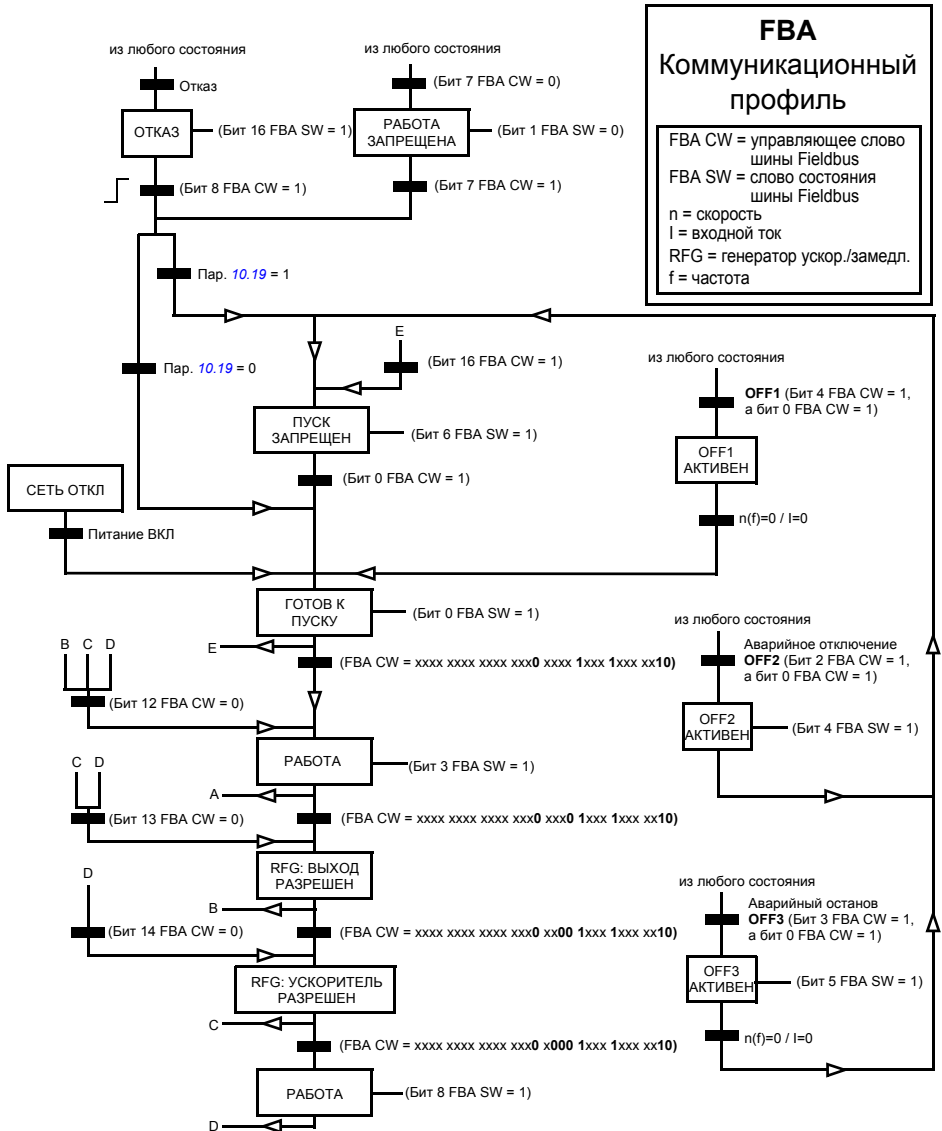 FBA
Коммуникационный
профиль
FBA CW = управляющее слово
шины Fieldbus
FBA SW = слово состояния
шины Fieldbus
n = скорость
I = входной ток
RFG = генератор ускор./замедл.
f = частота
из любого состояния
Отказ
ОТКАЗ
(Бит 16 FBA SW = 1)
(Бит 8 FBA CW = 1)
из любого состояния
(Бит 7 FBA CW = 0)
РАБОТА
ЗАПРЕЩЕНА
(Бит 1 FBA SW = 0)
(Бит 7 FBA CW = 1)
Пар. 10.19 = 1
Пар. 10.19 = 0
E
(Бит 16 FBA CW = 1)
ПУСК
ЗАПРЕЩЕН
(Бит 6 FBA SW = 1)
(Бит 0 FBA CW = 1)
из любого состояния
OFF1 (Бит 4 FBA CW = 1,
а бит 0 FBA CW = 1)
OFF1
АКТИВЕН
n(f)=0 / I=0
СЕТЬ ОТКЛ
Питание ВКЛ
ГОТОВ К
ПУСКУ
(Бит 0 FBA SW = 1)
E
(FBA CW = xxxx xxxx xxxx xxx0 xxxx 1xxx 1xxx xx10)
B C D
(Бит 12 FBA CW = 0)
из любого состояния
Аварийное отключение
OFF2 (Бит 2 FBA CW = 1,
а бит 0 FBA CW = 1)
OFF2
АКТИВЕН
(Бит 4 FBA SW = 1)
РАБОТА
(Бит 3 FBA SW = 1)
A
(FBA CW = xxxx xxxx xxxx xxx0 xxx0 1xxx 1xxx xx10)
C D
(Бит 13 FBA CW = 0)
RFG: ВЫХОД
РАЗРЕШЕН
B
(FBA CW = xxxx xxxx xxxx xxx0 xx00 1xxx 1xxx xx10)
D
(Бит 14 FBA CW = 0)
из любого состояния
Аварийный останов
OFF3 (Бит 3 FBA CW = 1,
а бит 0 FBA CW = 1)
OFF3
АКТИВЕН
(Бит 5 FBA SW = 1)
n(f)=0 / I=0
RFG: УСКОРИТЕЛЬ
РАЗРЕШЕН
C
(FBA CW = xxxx xxxx xxxx xxx0 x000 1xxx 1xxx xx10)
РАБОТА
(Бит 8 FBA SW = 1)
D